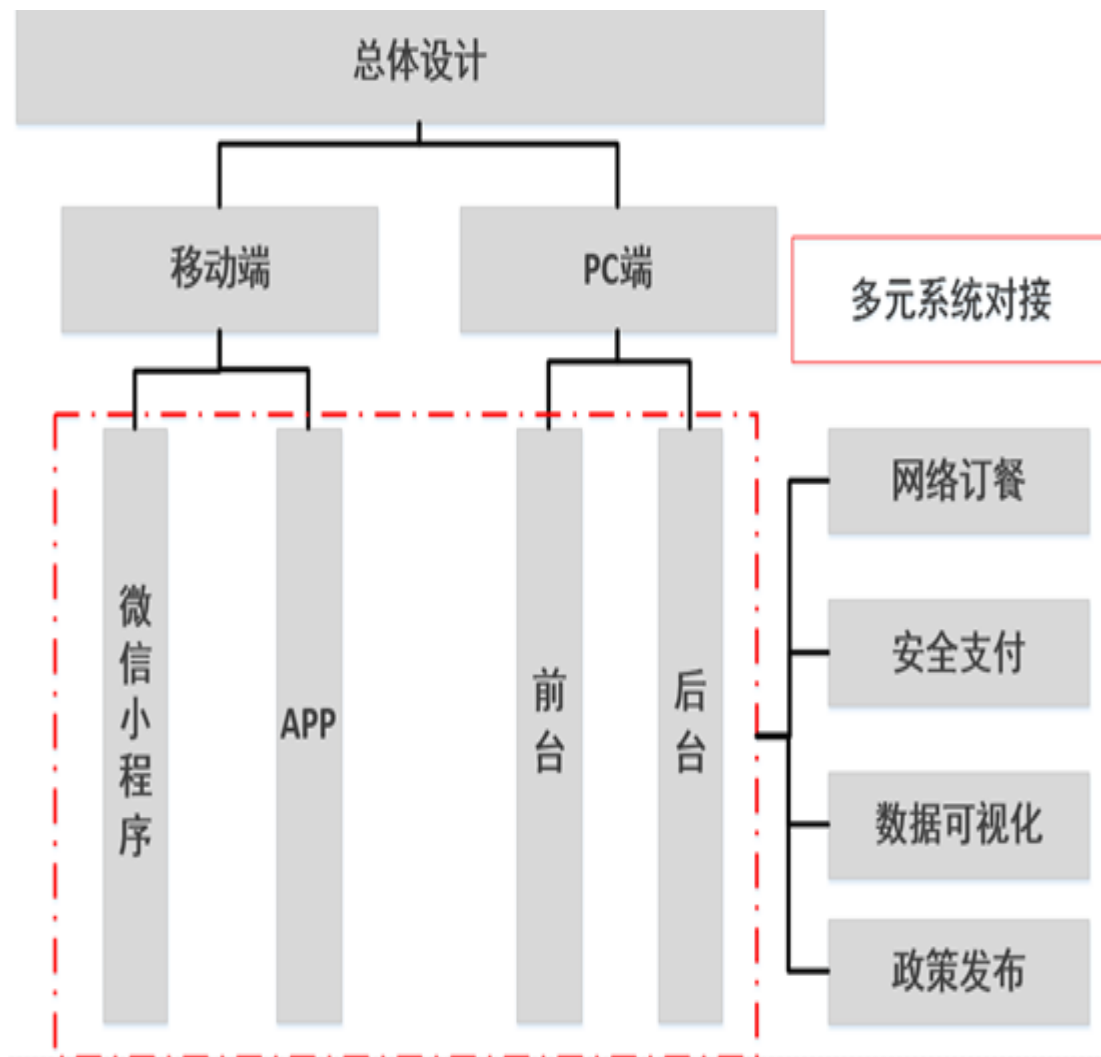 总体设计
移动端
PC端
多元系统对接
微信小程序
APP
前台
后台
网络订餐
安全支付
数据可视化
政策发布